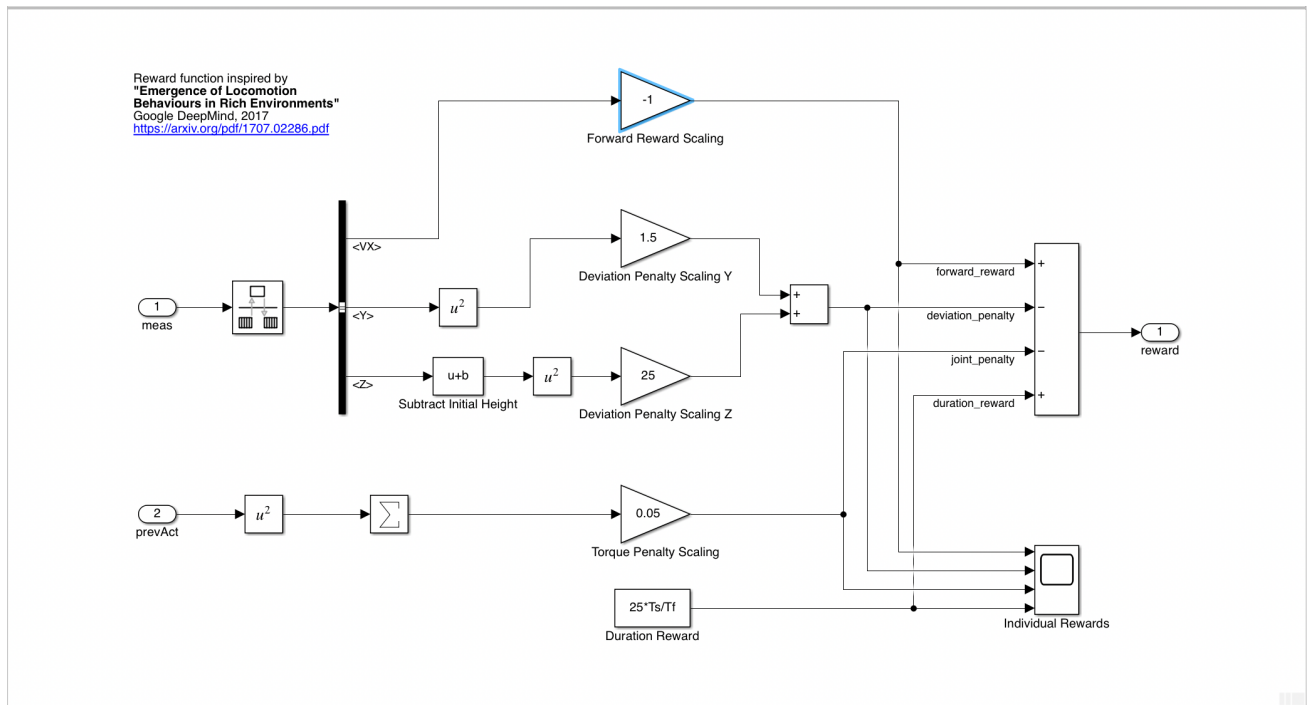 Reward function inspired by
"Emergence of Locomotion
Behaviours in Rich Environments"
Google DeepMind, 2017
https://arxiv.org/pdf/1707.02286.pdf
-1
Forward Reward Scaling
<VX>
1.5
Deviation Penalty Scaling Y
1
meas
<Y>
u²
+
+
<Z>
u+b
Subtract Initial Height
u²
25
Deviation Penalty Scaling Z
forward_reward
+
deviation_penalty
−
joint_penalty
−
duration_reward
+
1
reward
2
prevAct
u²
∑
0.05
Torque Penalty Scaling
25*Ts/Tf
Duration Reward
Individual Rewards